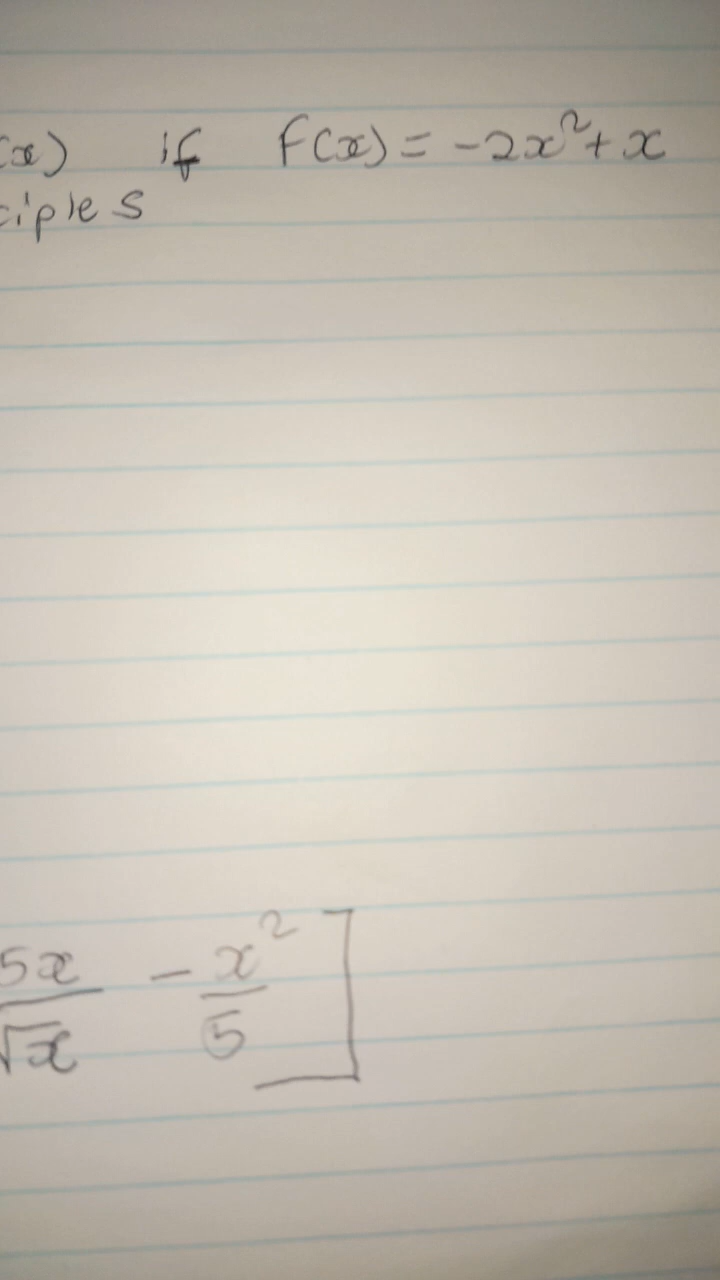 (x) if f(x) = -2x²+x
ciples
5x/√x - x²/5]